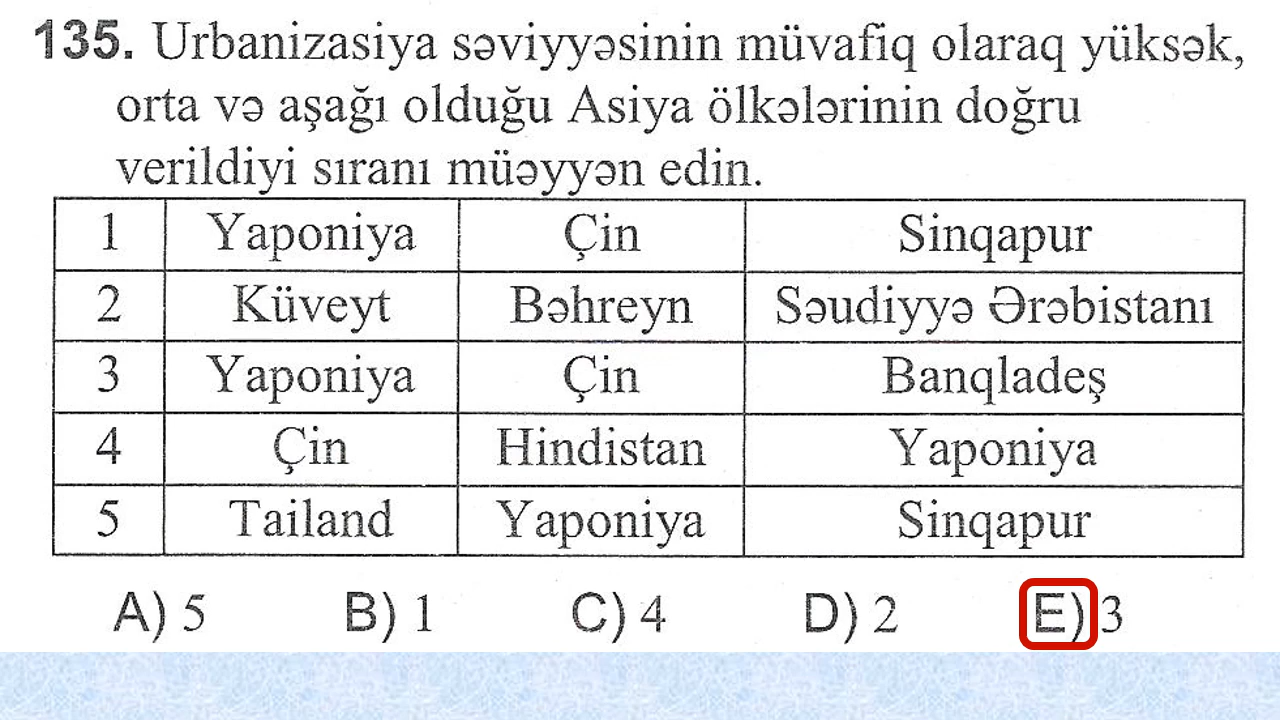 135. Urbanizasiya səviyyəsinin müvafiq olaraq yüksək,
orta və aşağı olduğu Asiya ölkələrinin doğru
verildiyi sıranı müəyyən edin.
1 Yaponiya Çin Sinqapur
2 Küveyt Bəhreyn Səudiyyə Ərəbistanı
3 Yaponiya Çin Banqladeş
4 Çin Hindistan Yaponiya
5 Tailand Yaponiya Sinqapur
A) 5 B) 1 C) 4 D) 2 E) 3